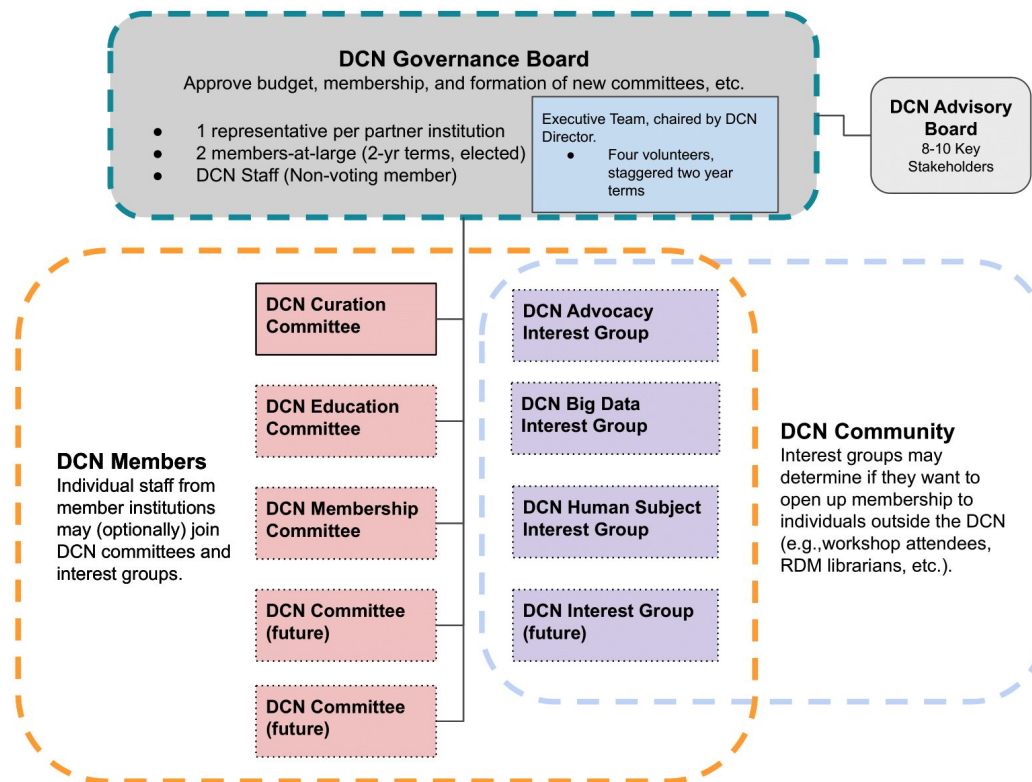 DCN Governance Board
Approve budget, membership, and formation of new committees, etc.
● 1 representative per partner institution
● 2 members-at-large (2-yr terms, elected)
● DCN Staff (Non-voting member)
Executive Team, chaired by DCN
Director.
● Four volunteers,
staggered two year
terms
DCN Advisory
Board
8-10 Key
Stakeholders
DCN Members
Individual staff from
member institutions
may (optionally) join
DCN committees and
interest groups.
DCN Curation
Committee
DCN Education
Committee
DCN Membership
Committee
DCN Committee
(future)
DCN Committee
(future)
DCN Advocacy
Interest Group
DCN Big Data
Interest Group
DCN Human Subject
Interest Group
DCN Interest Group
(future)
DCN Community
Interest groups may
determine if they want to
open up membership to
individuals outside the DCN
(e.g.,workshop attendees,
RDM librarians, etc.).